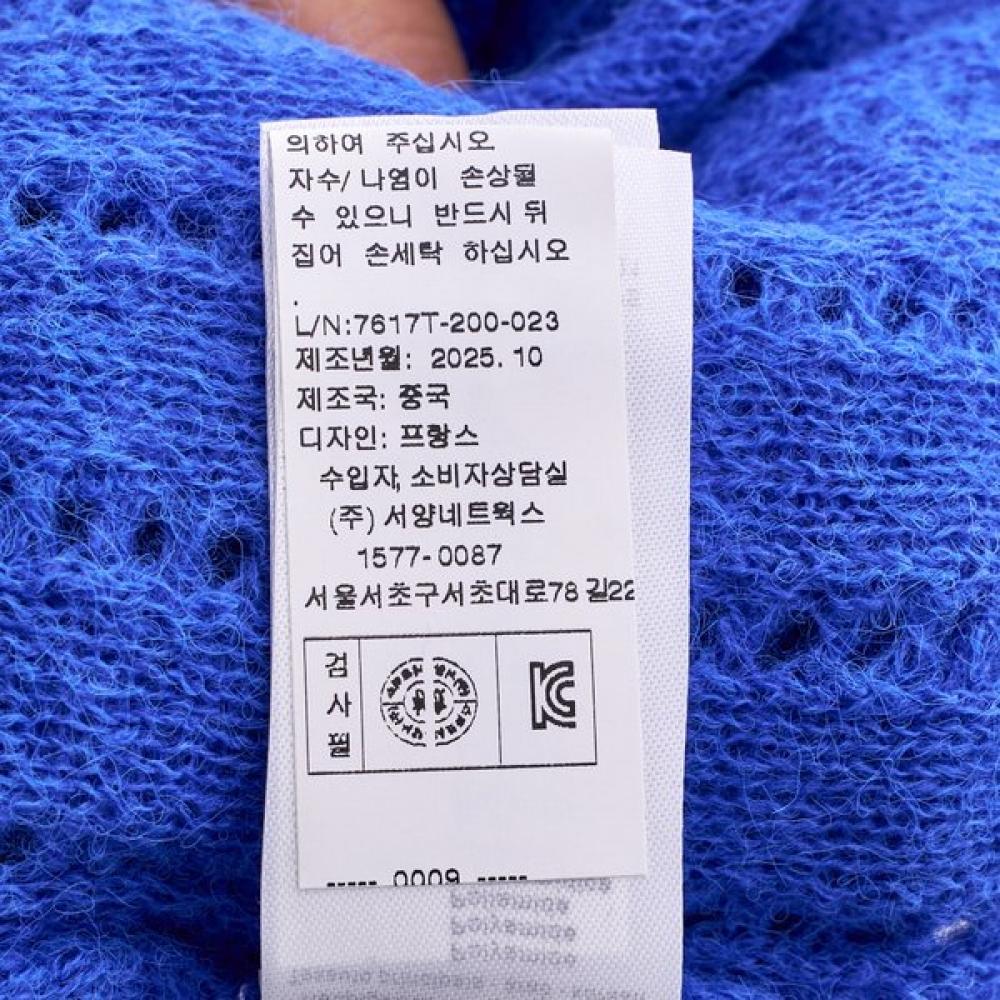 의하여 주십시오
자수/나염이 손상될
수 있으니 반드시 뒤
집어 손세탁 하십시오
.
L/N:7617T-200-023
제조년월: 2025. 10
제조국: 중국
디자인: 프랑스
수입자, 소비자상담실
(주) 서양네트웍스
1577-0087
서울서초구서초대로78길22
검
사
필
KC
----- 0009 -----
Polyamide
Polyamide
Polyamide